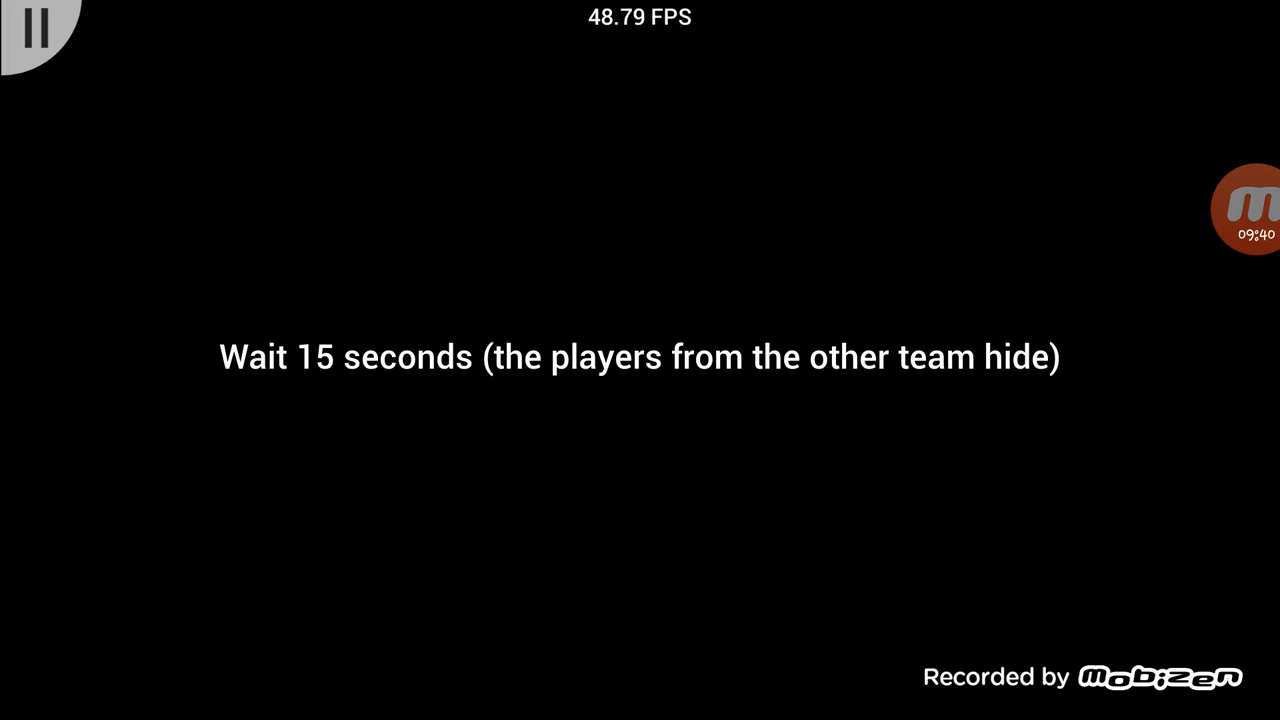 48.79 FPS
09:40
Wait 15 seconds (the players from the other team hide)
Recorded by mobizen